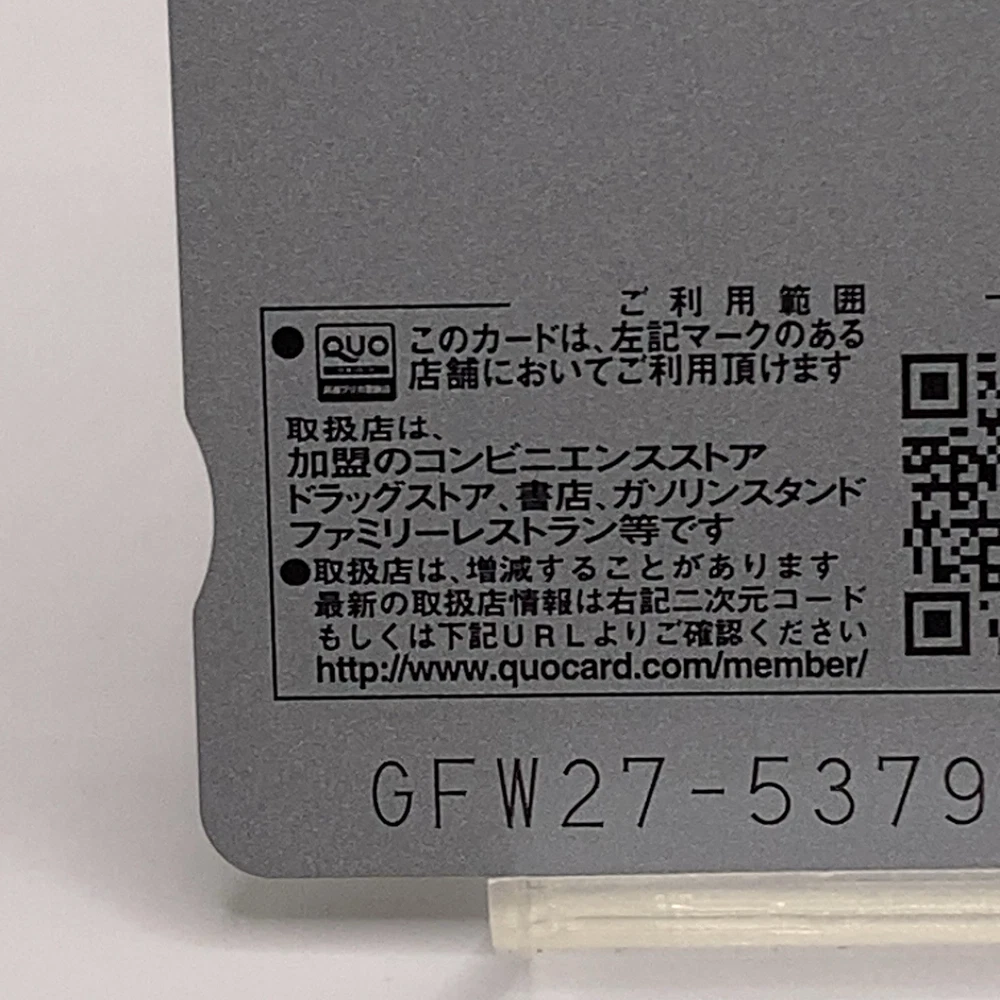 ご利用範囲
● QUO このカードは、左記マークのある
店舗においてご利用頂けます
取扱店は、
加盟のコンビニエンスストア
ドラッグストア、書店、ガソリンスタンド
ファミリーレストラン等です
●取扱店は、増減することがあります
最新の取扱店情報は右記二次元コード
もしくは下記URLよりご確認ください
http://www.quocard.com/member/
GFW27-5379